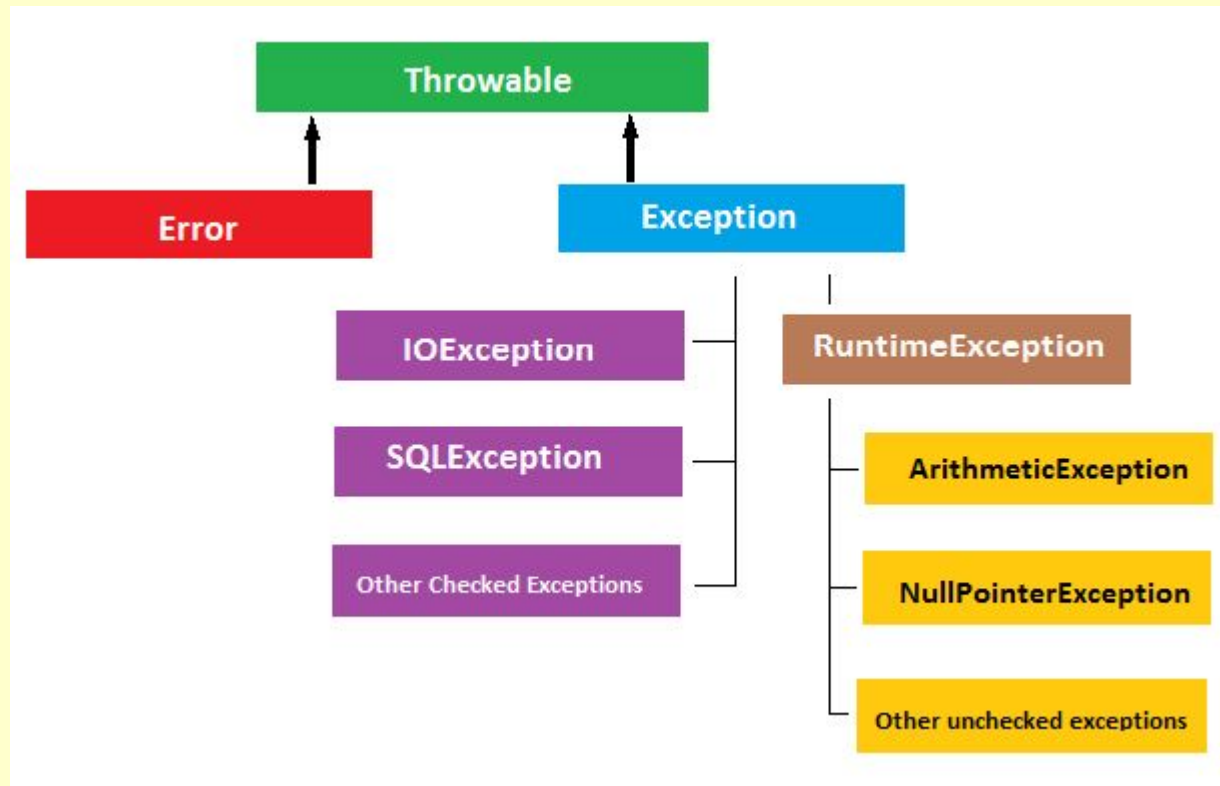 Throwable
Error
Exception
IOException
RuntimeException
SQLException
ArithmeticException
Other Checked Exceptions
NullPointerException
Other unchecked exceptions